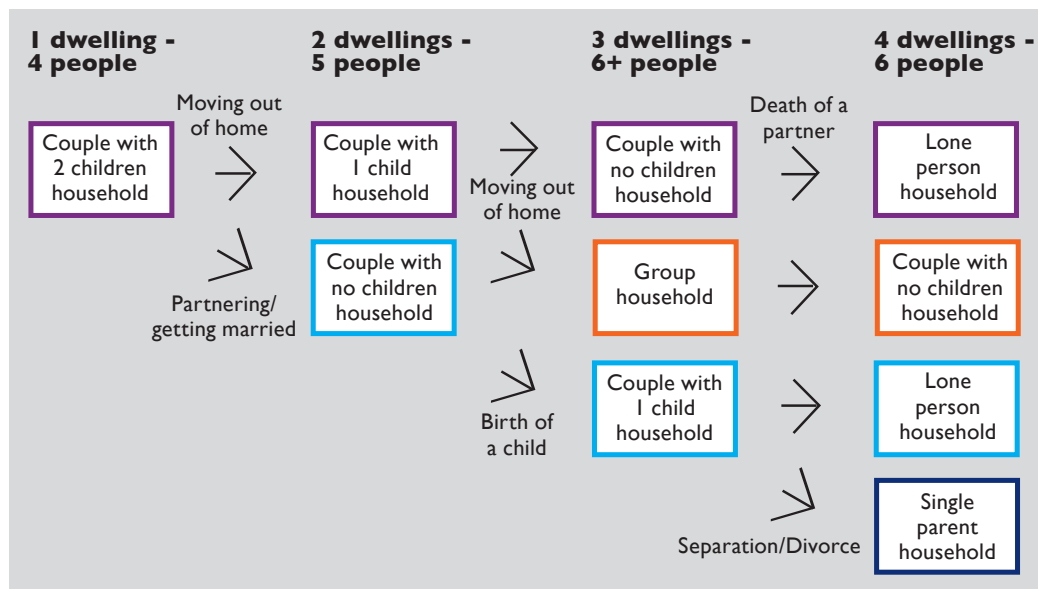 1 dwelling -
4 people
2 dwellings -
5 people
3 dwellings -
6+ people
4 dwellings -
6 people
Moving out
of home
Death of a
partner
Couple with
2 children
household
Couple with
1 child
household
Moving out
of home
Couple with
no children
household
Lone
person
household
Partnering/
getting married
Couple with
no children
household
Group
household
Couple with
no children
household
Birth of
a child
Couple with
1 child
household
Lone
person
household
Separation/Divorce
Single
parent
household